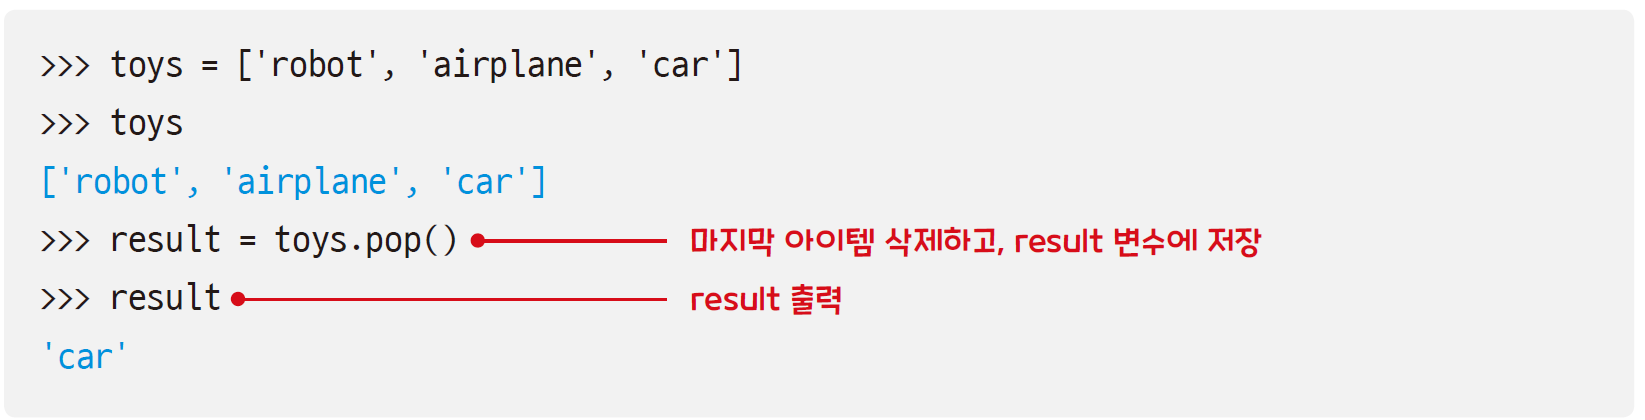 >>> toys = ['robot', 'airplane', 'car']
>>> toys
['robot', 'airplane', 'car']
>>> result = toys.pop() 마지막 아이템 삭제하고, result 변수에 저장
>>> result result 출력
'car'